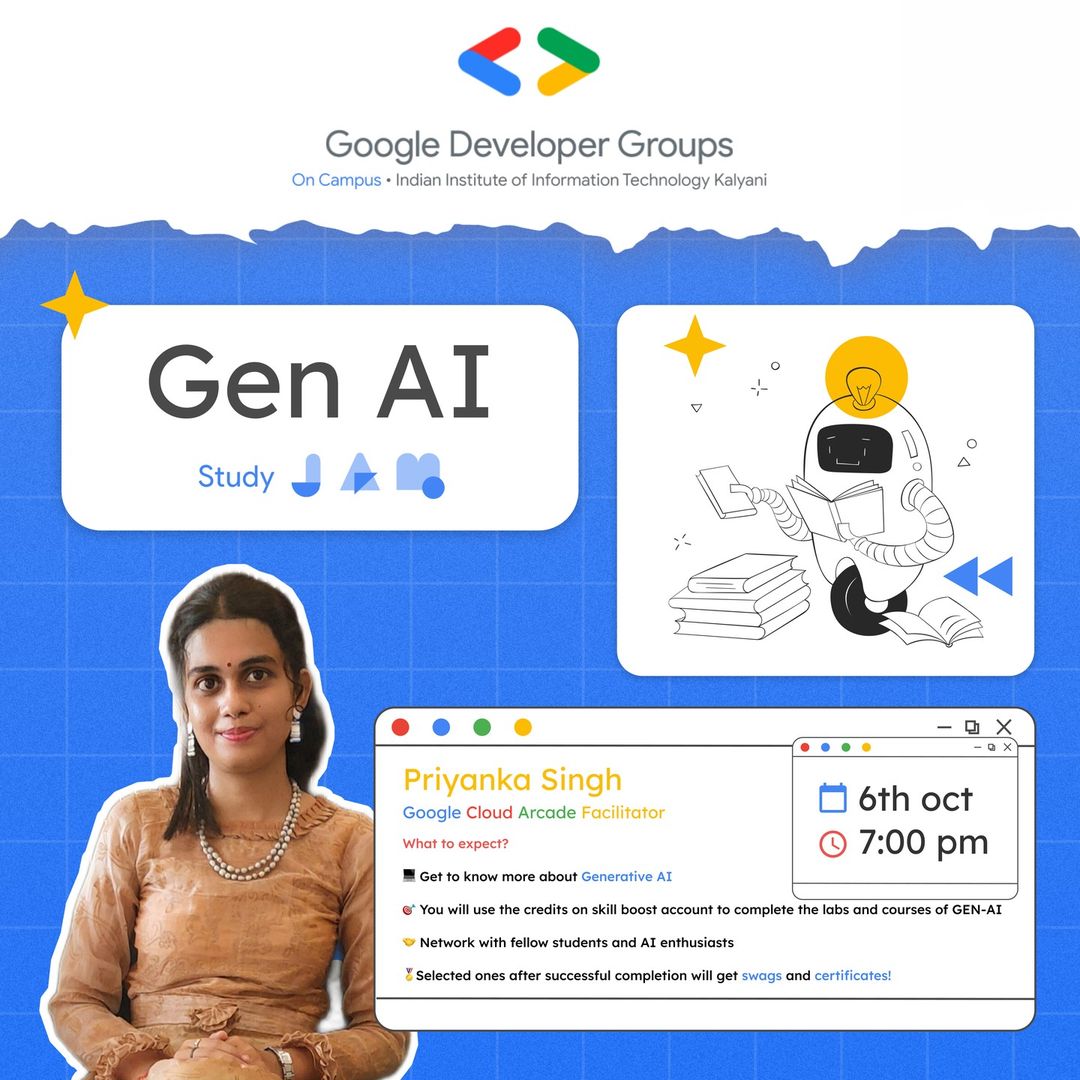 Google Developer Groups
On Campus • Indian Institute of Information Technology Kalyani
Gen AI
Study JAM
Priyanka Singh
Google Cloud Arcade Facilitator
What to expect?
6th oct
7:00 pm
Get to know more about Generative AI
You will use the credits on skill boost account to complete the labs and courses of GEN-AI
Network with fellow students and AI enthusiasts
Selected ones after successful completion will get swags and certificates!